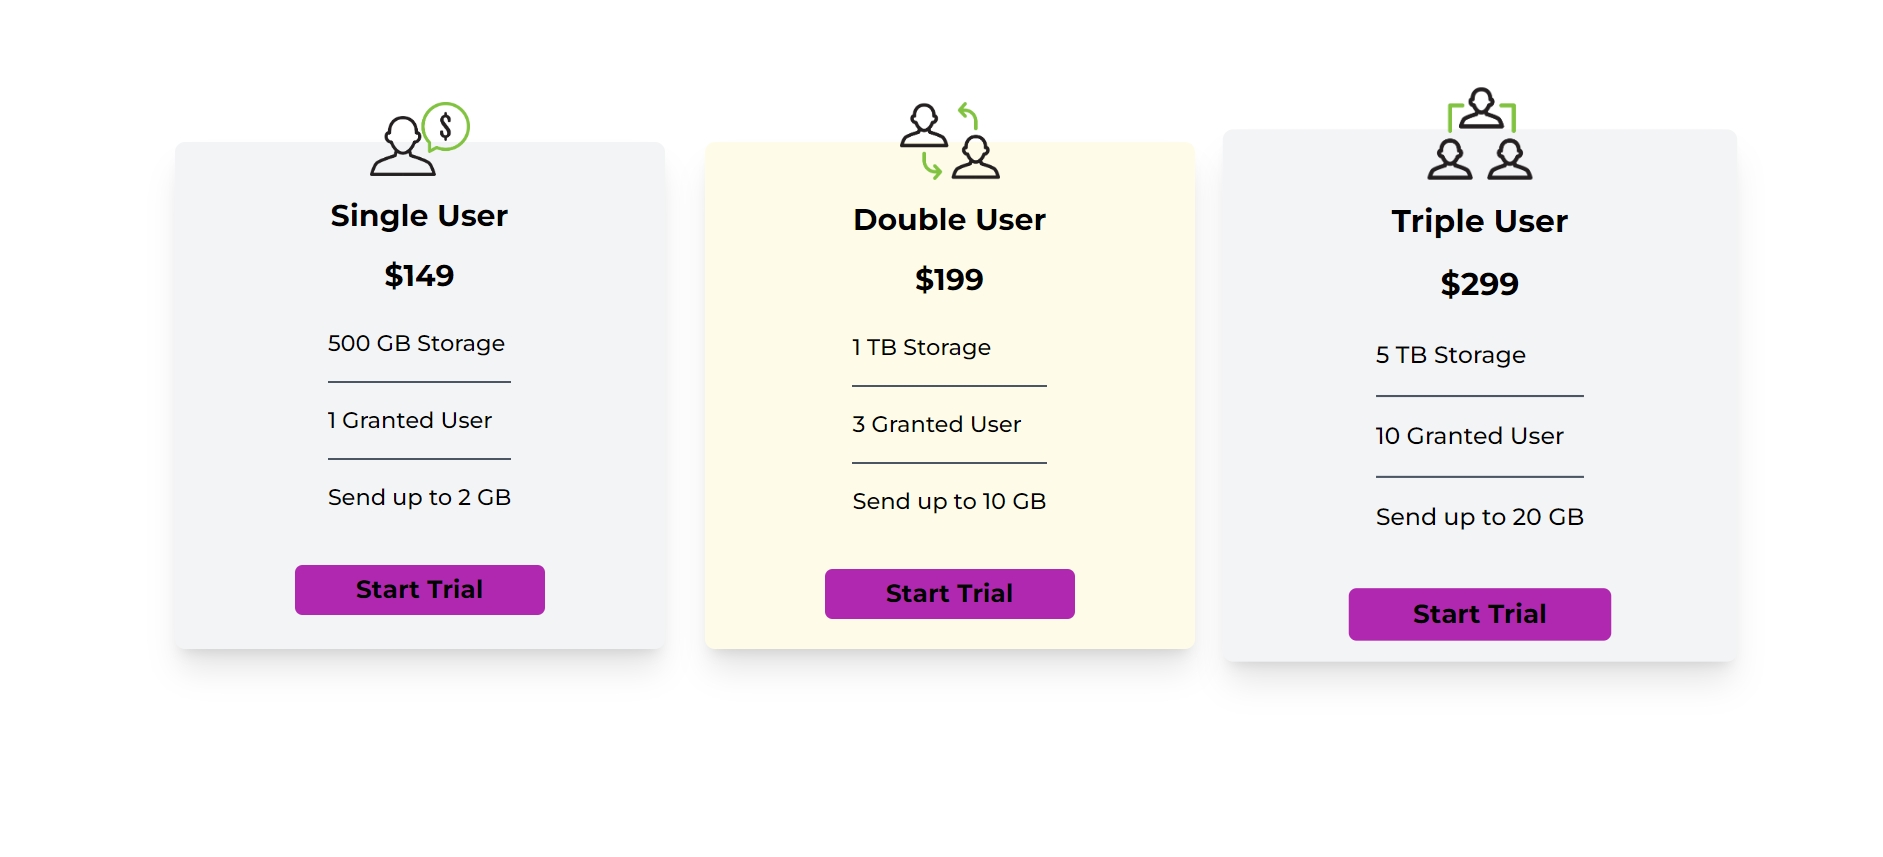 $
Single User
$149
500 GB Storage
1 Granted User
Send up to 2 GB
Start Trial
Double User
$199
1 TB Storage
3 Granted User
Send up to 10 GB
Start Trial
Triple User
$299
5 TB Storage
10 Granted User
Send up to 20 GB
Start Trial